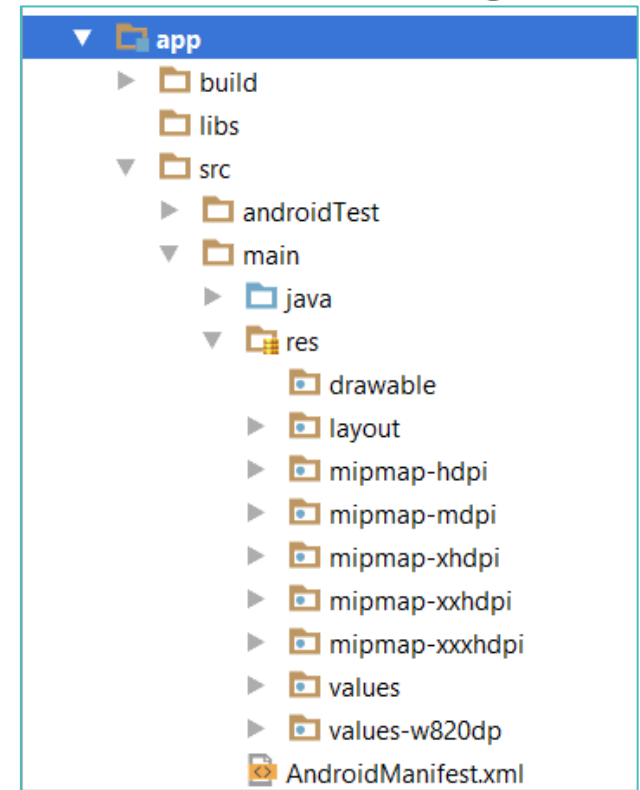 app
build
libs
src
androidTest
main
java
res
drawable
layout
mipmap-hdpi
mipmap-mdpi
mipmap-xhdpi
mipmap-xxhdpi
mipmap-xxxhdpi
values
values-w820dp
AndroidManifest.xml